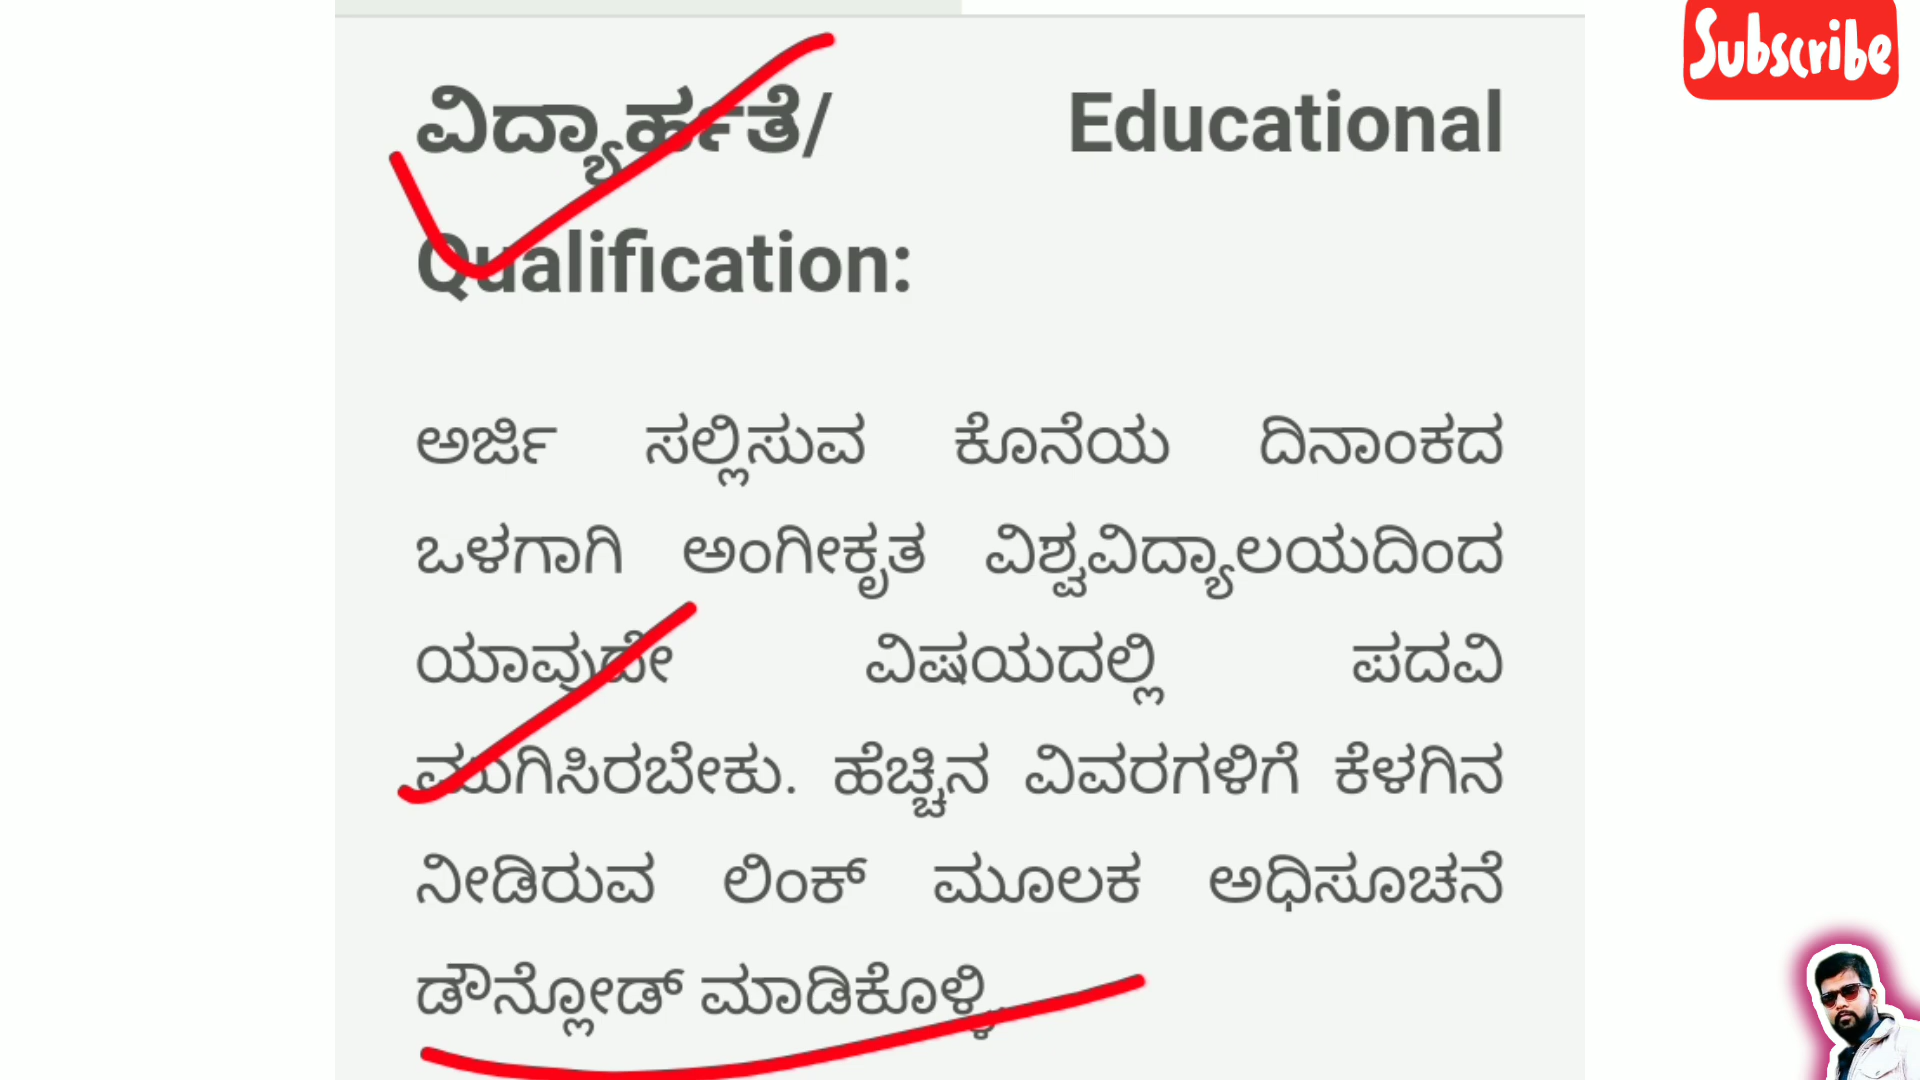 Subscribe
ವಿದ್ಯಾರ್ಹತೆ/ Educational
Qualification:
ಅರ್ಜಿ ಸಲ್ಲಿಸುವ ಕೊನೆಯ ದಿನಾಂಕದ
ಒಳಗಾಗಿ ಅಂಗೀಕೃತ ವಿಶ್ವವಿದ್ಯಾಲಯದಿಂದ
ಯಾವುದೇ ವಿಷಯದಲ್ಲಿ ಪದವಿ
ಮುಗಿಸಿರಬೇಕು. ಹೆಚ್ಚಿನ ವಿವರಗಳಿಗೆ ಕೆಳಗಿನ
ನೀಡಿರುವ ಲಿಂಕ್ ಮೂಲಕ ಅಧಿಸೂಚನೆ
ಡೌನ್ಲೋಡ್ ಮಾಡಿಕೊಳ್ಳಿ.